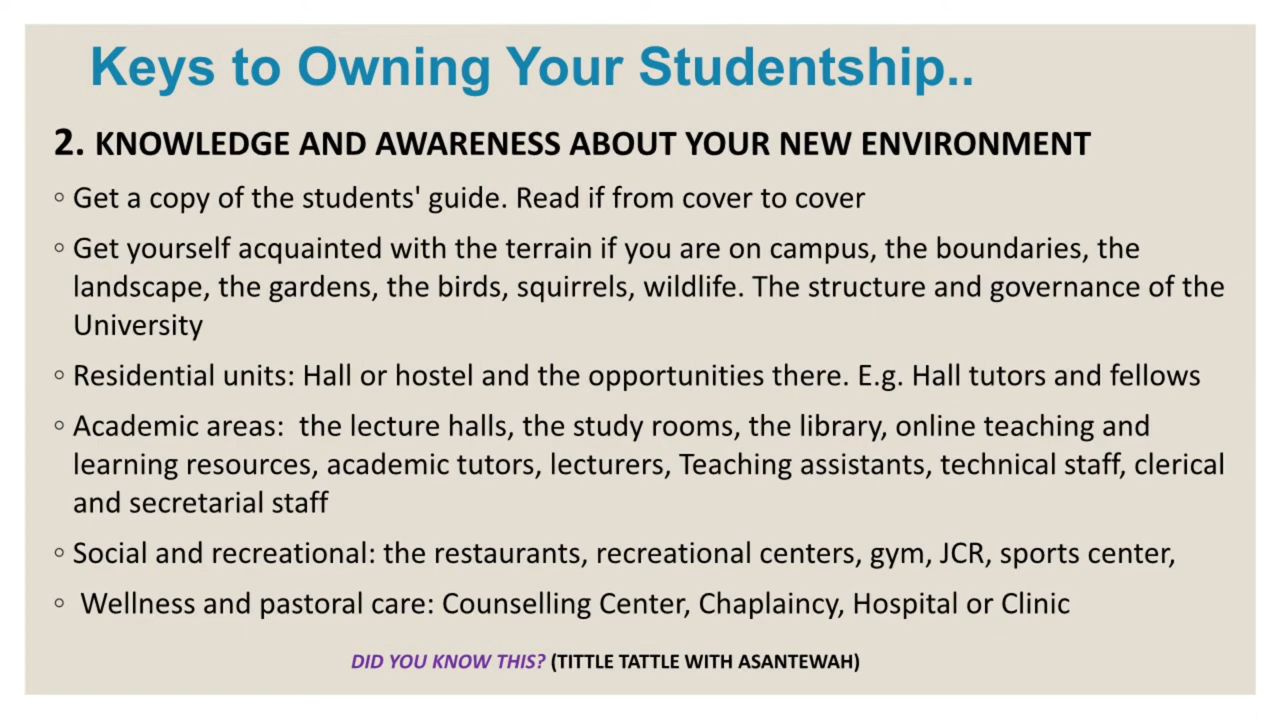 Keys to Owning Your Studentship..
2. KNOWLEDGE AND AWARENESS ABOUT YOUR NEW ENVIRONMENT
◦ Get a copy of the students' guide. Read if from cover to cover
◦ Get yourself acquainted with the terrain if you are on campus, the boundaries, the
landscape, the gardens, the birds, squirrels, wildlife. The structure and governance of the
University
◦ Residential units: Hall or hostel and the opportunities there. E.g. Hall tutors and fellows
◦ Academic areas:  the lecture halls, the study rooms, the library, online teaching and
learning resources, academic tutors, lecturers, Teaching assistants, technical staff, clerical
and secretarial staff
◦ Social and recreational: the restaurants, recreational centers, gym, JCR, sports center,
◦ Wellness and pastoral care: Counselling Center, Chaplaincy, Hospital or Clinic
DID YOU KNOW THIS? (TITTLE TATTLE WITH ASANTEWAH)